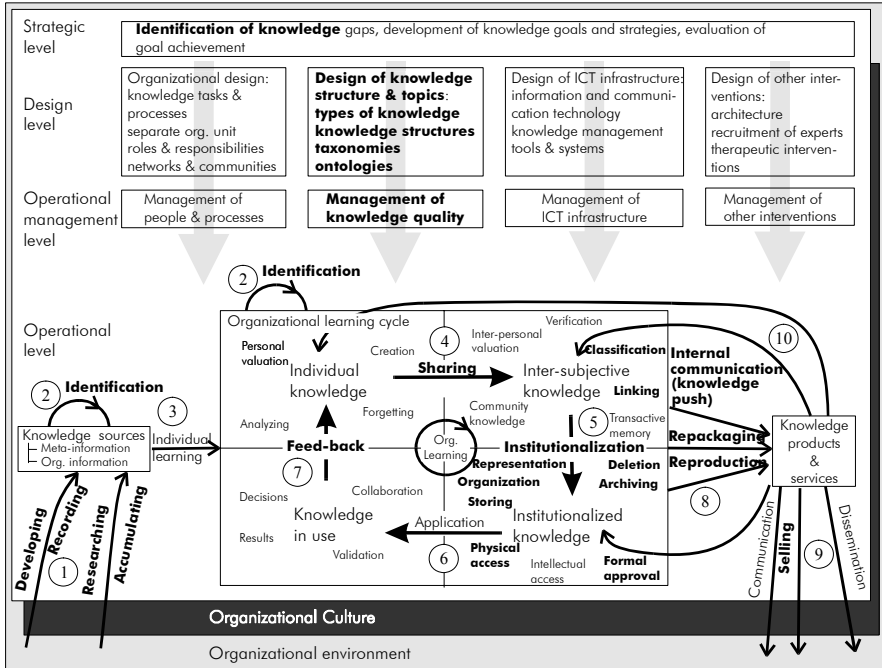 Strategic
level
Identification of knowledge gaps, development of knowledge goals and strategies, evaluation of
goal achievement
Design
level
Organizational design:
knowledge tasks &
processes
separate org. unit
roles & responsibilities
networks & communities
Design of knowledge
structure & topics:
types of knowledge
knowledge structures
taxonomies
ontologies
Design of ICT infrastructure:
information and communi-
cation technology
knowledge management
tools & systems
Design of other inter-
ventions:
architecture
recruitment of experts
therapeutic interven-
tions
Operational
management
level
Management of
people & processes
Management of
knowledge quality
Management of
ICT infrastructure
Management of
other interventions
Operational
level
2
Identification
Organizational learning cycle
Personal
valuation
Creation
4
Inter-personal
valuation
Verification
10
Individual
knowledge
Sharing
Classification
Inter-subjective
knowledge
Linking
Internal
communication
(knowledge
push)
2
Identification
3
Knowledge sources
Meta-information
Org. information
Individual
learning
Analyzing
Forgetting
Community
knowledge
5
Transactive
memory
Feed-back
7
Org.
Learning
Institutionalization
Representation
Organization
Storing
Deletion
Archiving
Repackaging
Reproduction
8
Knowledge
products
&
services
Decisions
Collaboration
Results
Knowledge
in use
Validation
Application
6
Physical
access
Institutionalized
knowledge
Intellectual
access
Formal
approval
Developing
Recording
1
Researching
Accumulating
Communication
Selling
9
Dissemination
Organizational Culture
Organizational environment